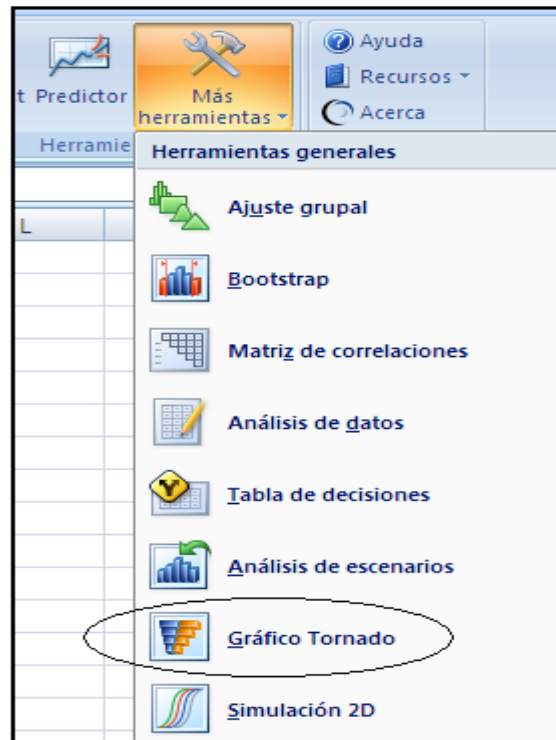 t Predictor
Más
herramientas
Ayuda
Recursos
Acerca
Herramie
Herramientas generales
L
Ajuste grupal
Bootstrap
Matriz de correlaciones
Análisis de datos
Tabla de decisiones
Análisis de escenarios
Gráfico Tornado
Simulación 2D